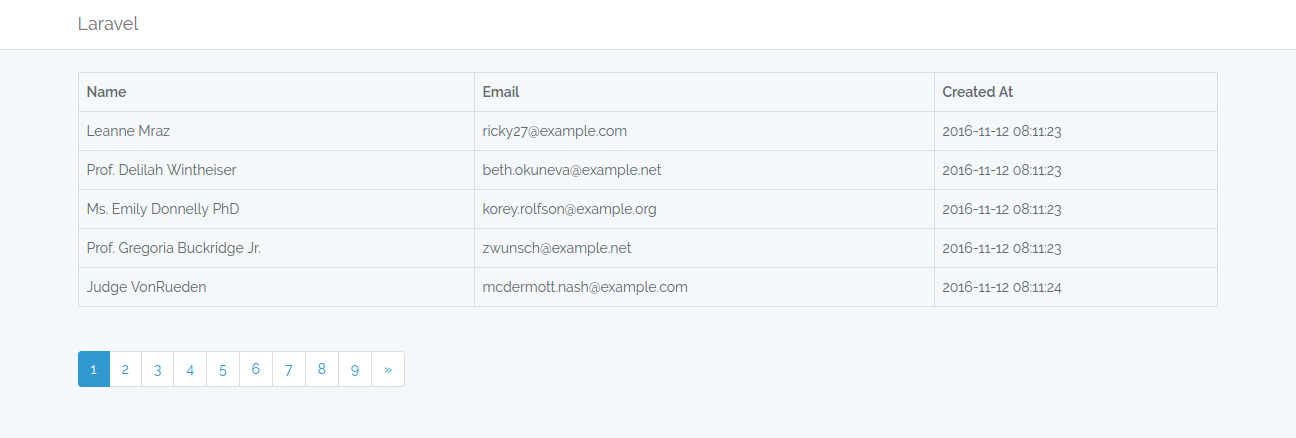 Laravel
Name Email Created At
Leanne Mraz ricky27@example.com 2016-11-12 08:11:23
Prof. Delilah Wintheiser beth.okuneva@example.net 2016-11-12 08:11:23
Ms. Emily Donnelly PhD korey.rolfson@example.org 2016-11-12 08:11:23
Prof. Gregoria Buckridge Jr. zwunsch@example.net 2016-11-12 08:11:23
Judge VonRueden mcdermott.nash@example.com 2016-11-12 08:11:24
1 2 3 4 5 6 7 8 9 »